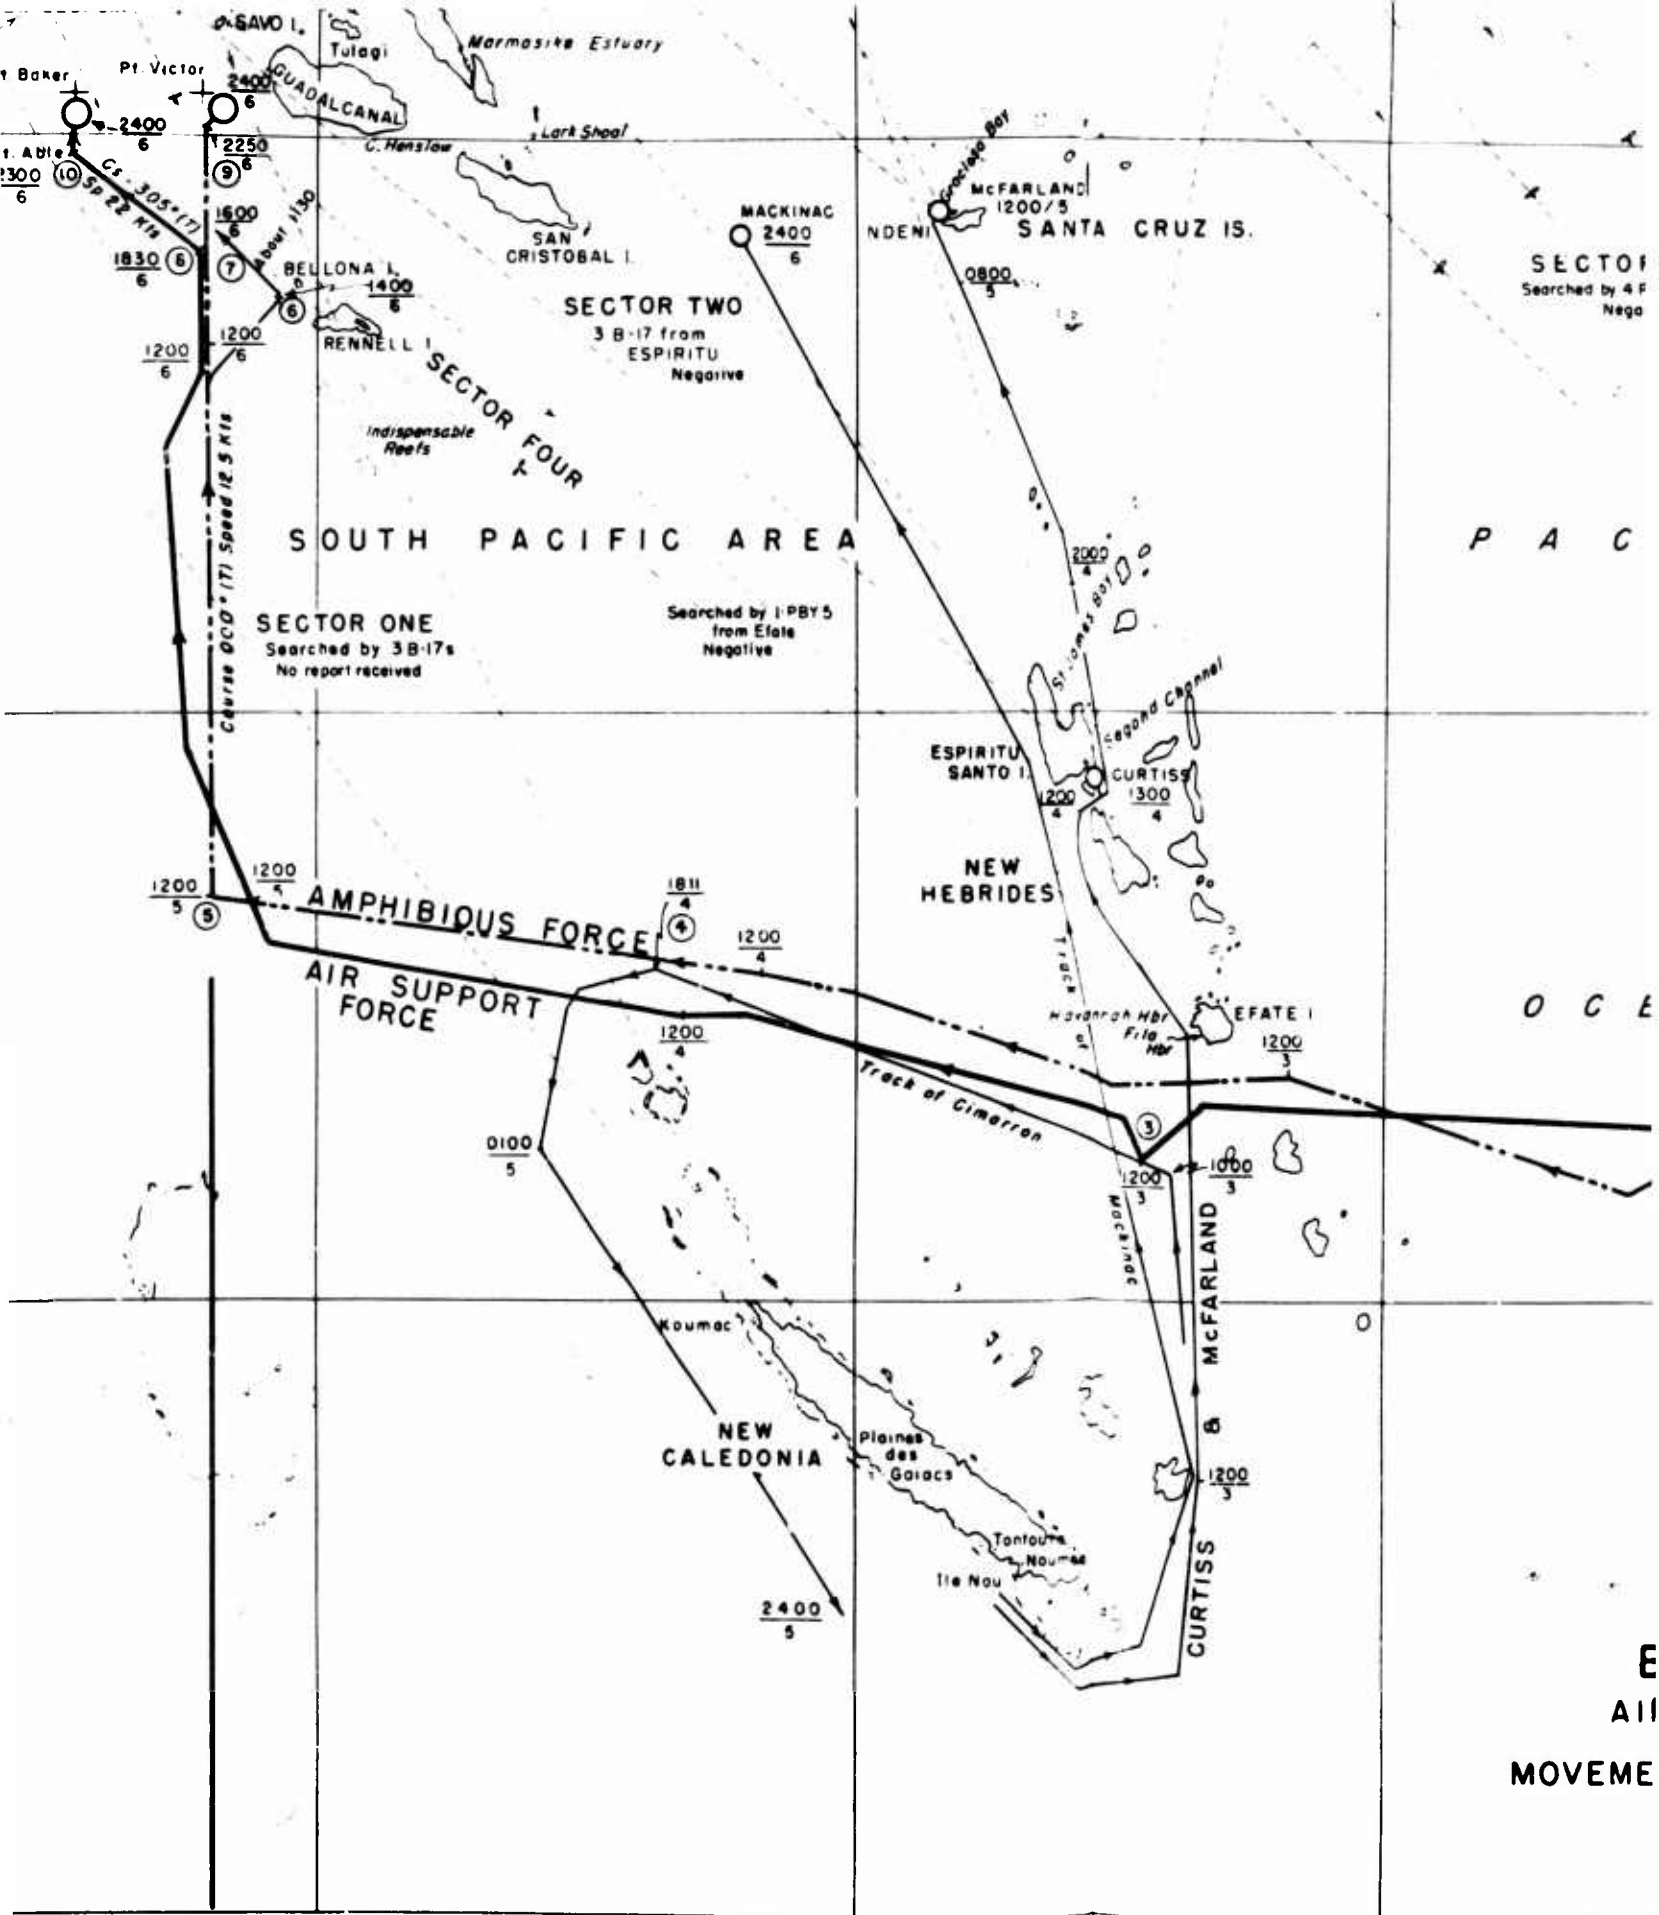 SAVO I.
Tulagi
Marmasike Estuary
Baker
Pt. Victor
2400
6
GUADALCANAL
2400
6
2250
6
9
C. Henslow
Lark Shoal
Graciosa Bay
t. Able
2300
6
10
Cs - 305° (T)
Sp 22 Kts
McFARLAND
1200/5
NDENI
SANTA CRUZ IS.
MACKINAC
2400
6
SAN
CRISTOBAL I.
1600
6
About 1130
1830
6
7
BELLONA I.
1400
6
6
0800
5
SECTOR TWO
3 B-17 from
ESPIRITU
Negative
SECTOR
Searched by 4 P
Nega
1200
6
1200
6
RENNELL I.
SECTOR FOUR
Indispensable
Reefs
Course 000° (T) Speed 12.5 Kts
SOUTH PACIFIC AREA
PAC
2000
4
SECTOR ONE
Searched by 3 B-17s
No report received
Searched by 1-PBY5
from Efate
Negative
St. James Bay
Segond Channel
ESPIRITU
SANTO I.
CURTISS
1300
4
1200
4
NEW
HEBRIDES
1200
5
5
1200
5
AMPHIBIOUS FORCE
1811
4
4
1200
4
AIR SUPPORT
FORCE
1200
4
Track of
Mackinac
Havannah Hbr
Fila
Hbr
EFATE I
1200
3
OCE
Track of Cimarron
3
1200
3
1000
3
0100
5
McFARLAND
&
CURTISS
Koumac
NEW
CALEDONIA
Plaines
des
Gaiacs
1200
3
Tontouta
Noumea
Ile Nou
2400
5
E
AIR
MOVEME